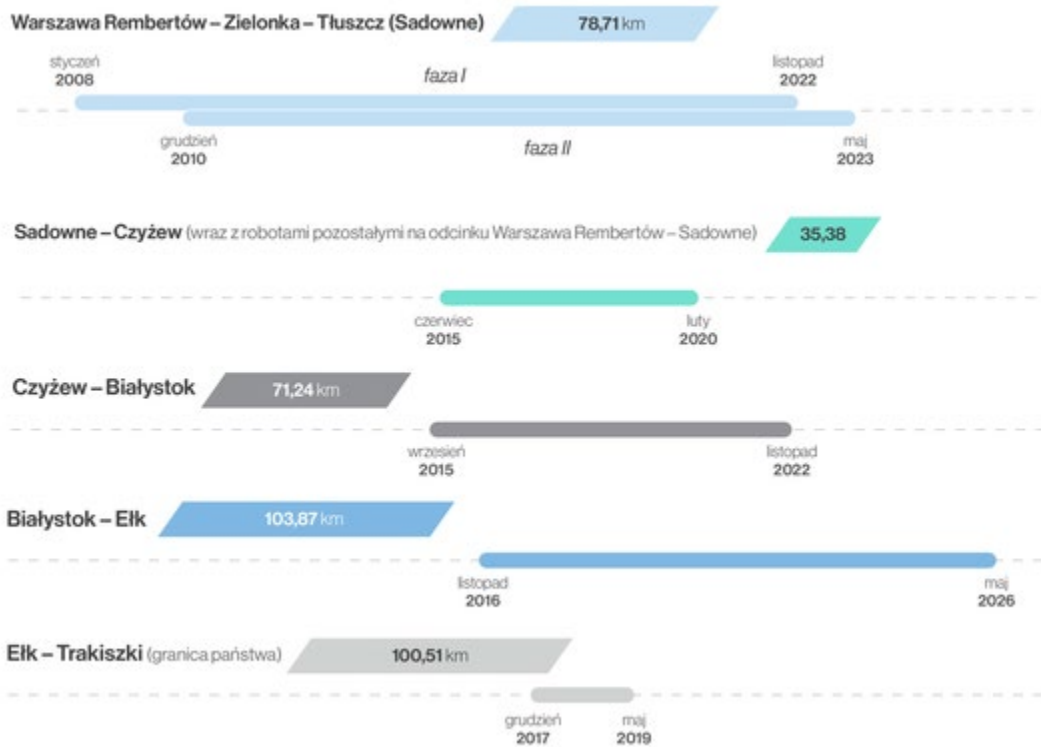 Warszawa Rembertów – Zielonka – Tłuszcz (Sadowne) 78,71 km
styczeń
2008
faza I
listopad
2022
grudzień
2010
faza II
maj
2023
Sadowne – Czyżew (wraz z robotami pozostałymi na odcinku Warszawa Rembertów – Sadowne) 35,38
czerwiec
2015
luty
2020
Czyżew – Białystok 71,24 km
wrzesień
2015
listopad
2022
Białystok – Ełk 103,87 km
listopad
2016
maj
2026
Ełk – Trakiszki (granica państwa) 100,51 km
grudzień
2017
maj
2019